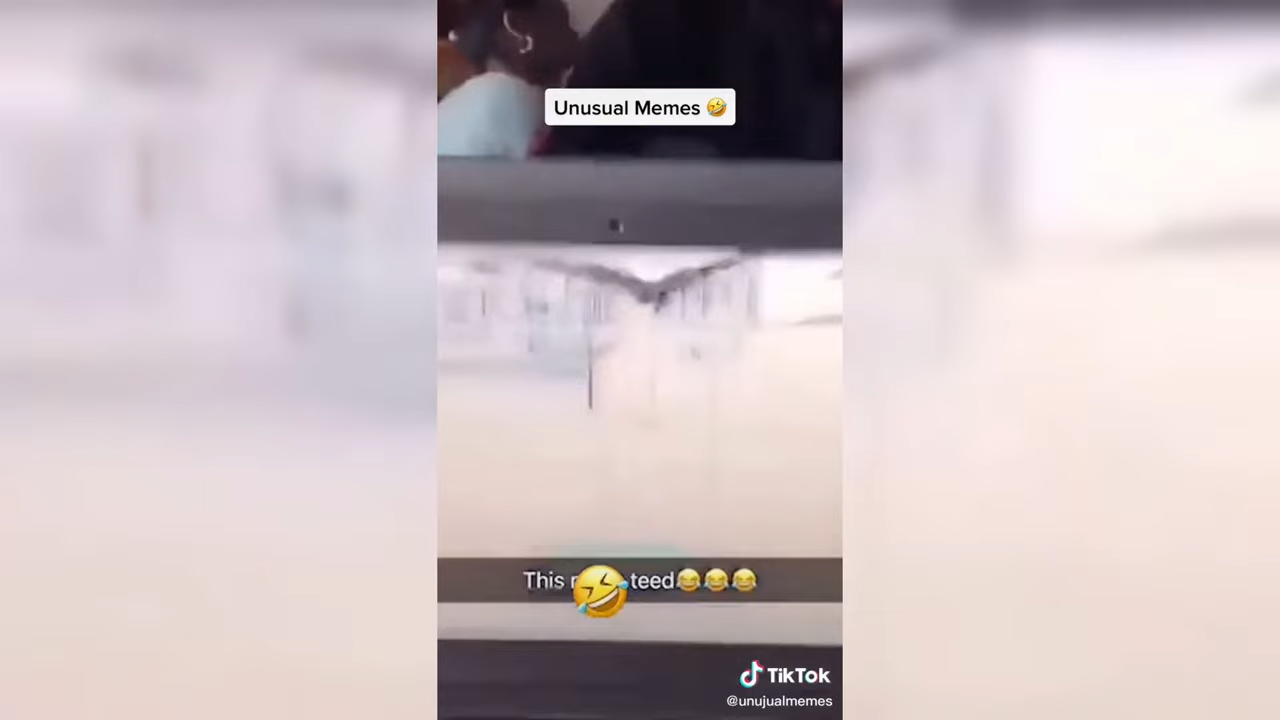 Unusual Memes 🤣
This 🤣 teed😂😂😂
TikTok
@unujualmemes